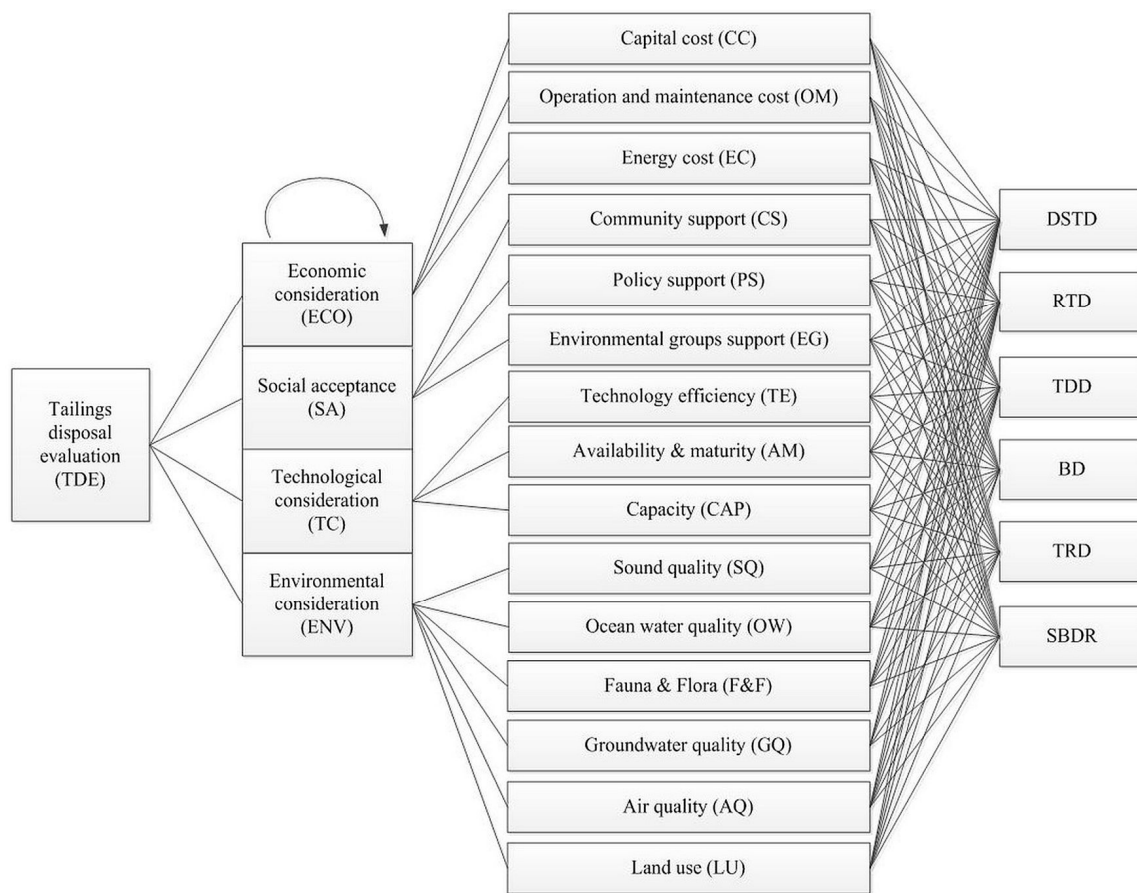 Tailings
disposal
evaluation
(TDE)
Economic
consideration
(ECO)
Social acceptance
(SA)
Technological
consideration
(TC)
Environmental
consideration
(ENV)
Capital cost (CC)
Operation and maintenance cost (OM)
Energy cost (EC)
Community support (CS)
Policy support (PS)
Environmental groups support (EG)
Technology efficiency (TE)
Availability & maturity (AM)
Capacity (CAP)
Sound quality (SQ)
Ocean water quality (OW)
Fauna & Flora (F&F)
Groundwater quality (GQ)
Air quality (AQ)
Land use (LU)
DSTD
RTD
TDD
BD
TRD
SBDR